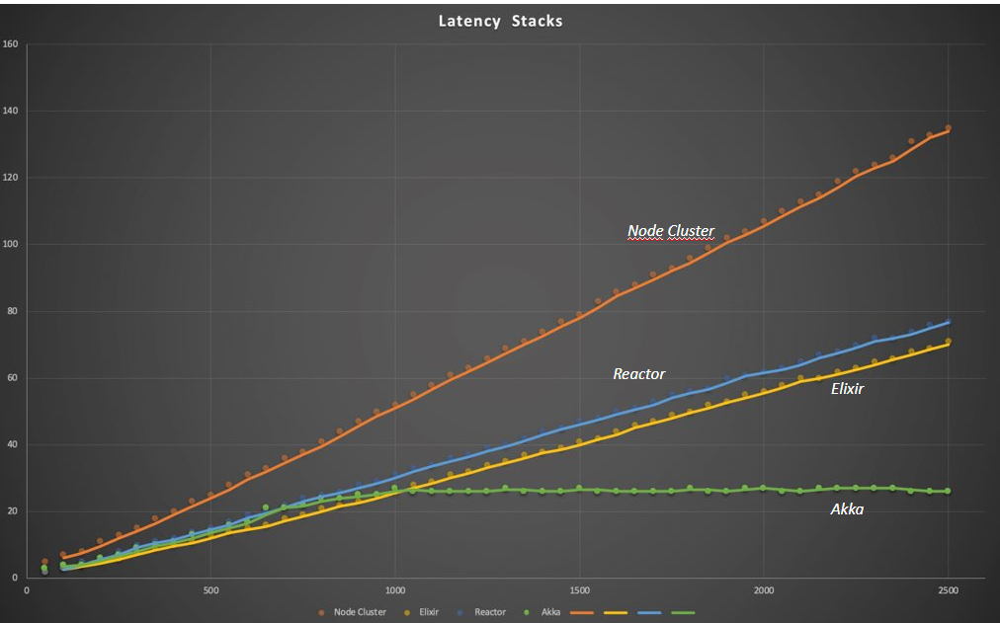 Latency Stacks
160
140
120
100
80
60
40
20
0
Node Cluster
Reactor
Elixir
Akka
0 500 1000 1500 2000 2500
Node Cluster Elixir Reactor Akka